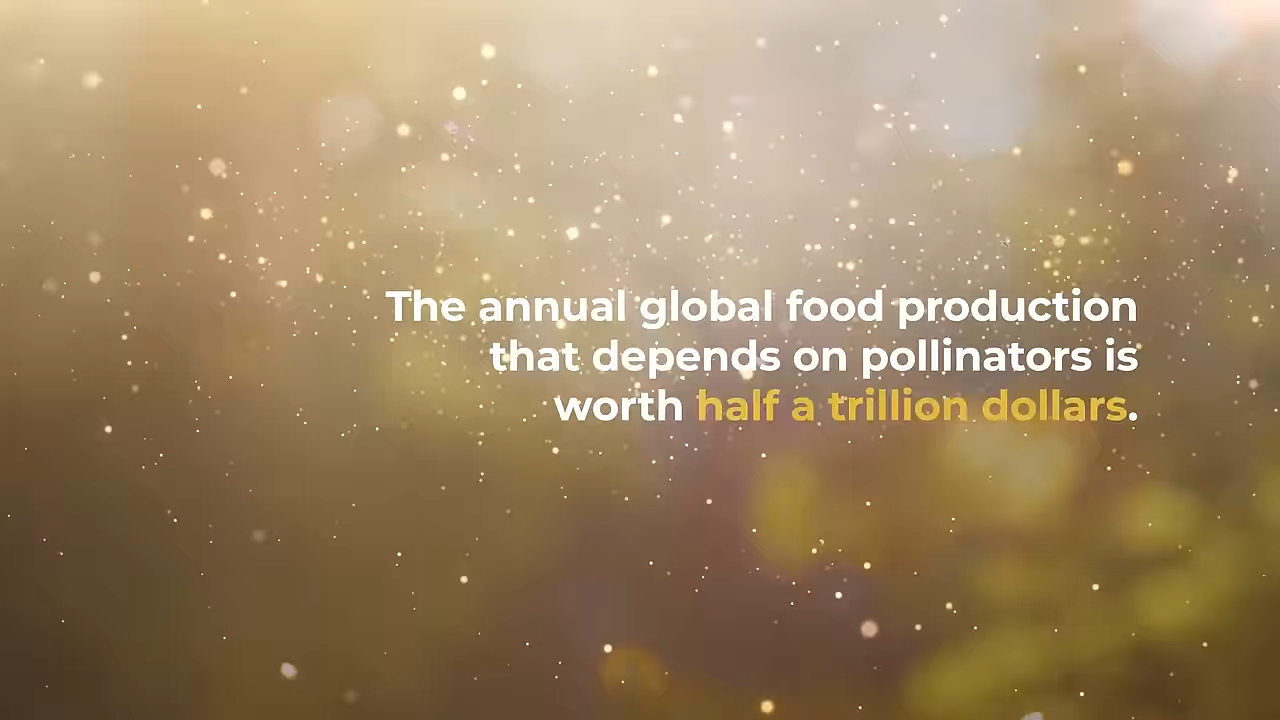 The annual global food production
that depends on pollinators is
worth half a trillion dollars.